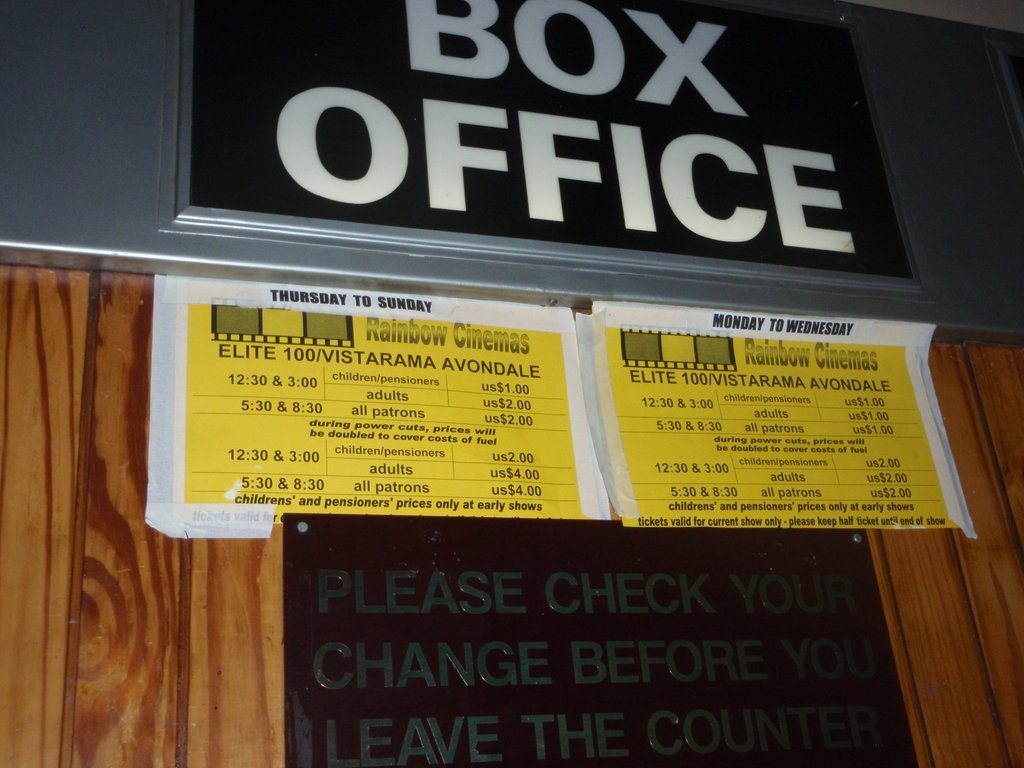 BOX
OFFICE
THURSDAY TO SUNDAY
Rainbow Cinemas
ELITE 100/VISTARAMA AVONDALE
12:30 & 3:00 children/pensioners us$1.00
adults us$2.00
5:30 & 8:30 all patrons us$2.00
during power cuts, prices will
be doubled to cover costs of fuel
12:30 & 3:00 children/pensioners us2.00
adults us$4.00
5:30 & 8:30 all patrons us$4.00
childrens' and pensioners' prices only at early shows
tickets valid for
MONDAY TO WEDNESDAY
Rainbow Cinemas
ELITE 100/VISTARAMA AVONDALE
12:30 & 3:00 children/pensioners us$1.00
adults us$1.00
5:30 & 8:30 all patrons us$1.00
during power cuts, prices will
be doubled to cover costs of fuel
12:30 & 3:00 children/pensioners us2.00
adults us$2.00
5:30 & 8:30 all patrons us$2.00
childrens' and pensioners' prices only at early shows
tickets valid for current show only - please keep half ticket until end of show
PLEASE CHECK YOUR
CHANGE BEFORE YOU
LEAVE THE COUNTER